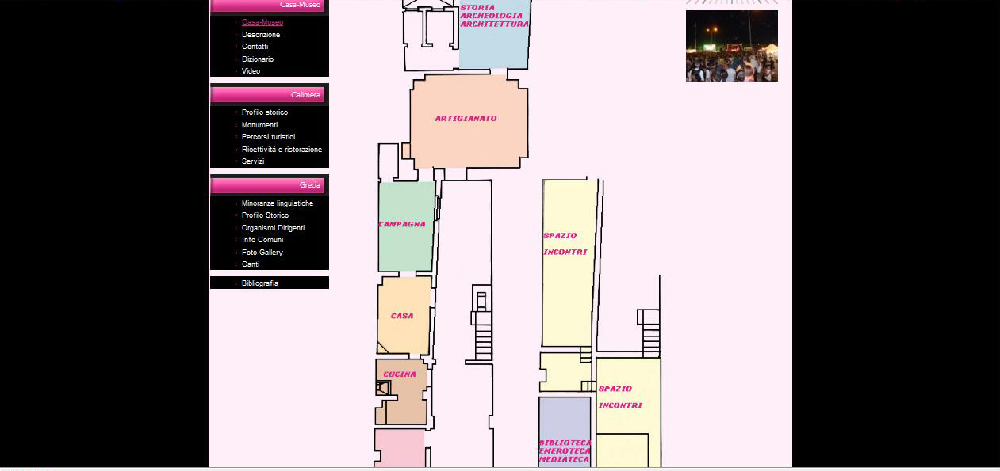 Casa-Museo
Casa-Museo
Descrizione
Contatti
Dizionario
Video
Calimera
Profilo storico
Monumenti
Percorsi turistici
Ricettività e ristorazione
Servizi
Grecia
Minoranze linguistiche
Profilo Storico
Organismi Dirigenti
Info Comuni
Foto Gallery
Canti
Bibliografia
STORIA
ARCHEOLOGIA
ARCHITETTURA
ARTIGIANATO
CAMPAGNA
CASA
CUCINA
SPAZIO
INCONTRI
SPAZIO
INCONTRI
BIBLIOTECA
EMEROTECA
MEDIATECA